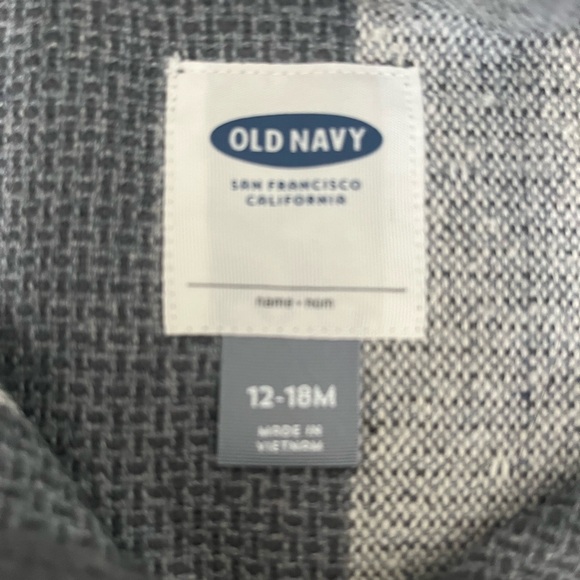 OLD NAVY
SAN FRANCISCO
CALIFORNIA
name • nom
12-18M
MADE IN
VIETNAM